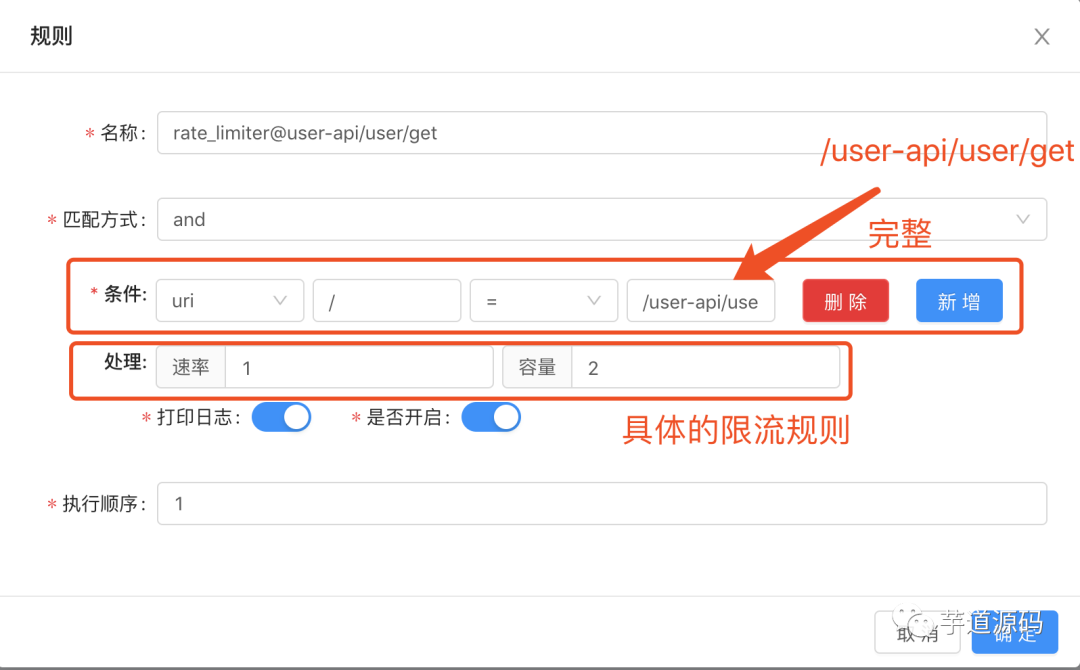 规则
* 名称: rate_limiter@user-api/user/get
/user-api/user/get
* 匹配方式: and
完整
* 条件: uri / = /user-api/use 删 除 新 增
处理: 速率 1 容量 2
* 打印日志: * 是否开启:
具体的限流规则
* 执行顺序: 1
芋道源码
取 消 确 定